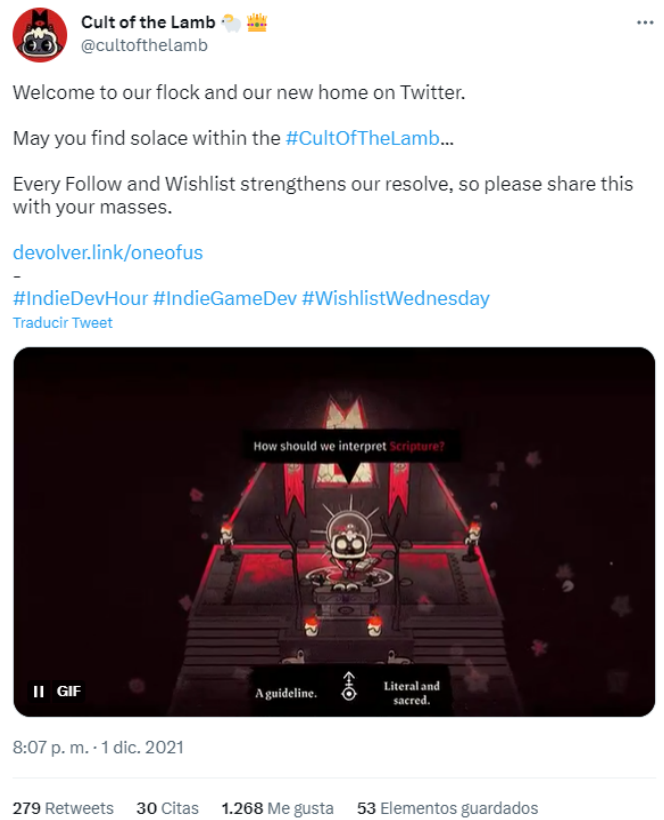 Cult of the Lamb 🐑 👑
@cultofthelamb
Welcome to our flock and our new home on Twitter.
May you find solace within the #CultOfTheLamb...
Every Follow and Wishlist strengthens our resolve, so please share this
with your masses.
devolver.link/oneofus
-
#IndieDevHour #IndieGameDev #WishlistWednesday
Traducir Tweet
How should we interpret Scripture?
A guideline.
Literal and
sacred.
GIF
8:07 p. m. · 1 dic. 2021
279 Retweets 30 Citas 1.268 Me gusta 53 Elementos guardados